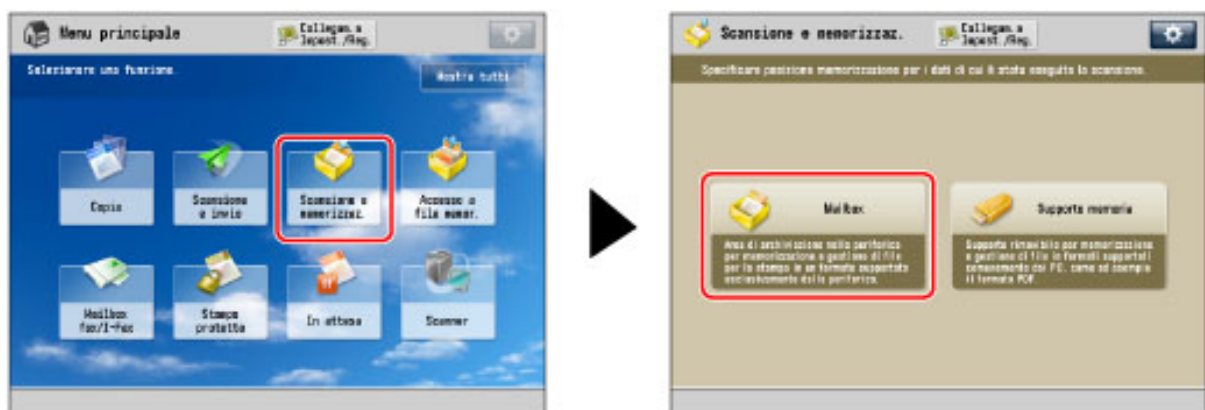 Menu principale
Collegam. a
Impost./Reg.
Selezionare una funzione.
Mostra tutti
Copia
Scansione
e invio
Scansione e
memorizzaz.
Accesso a
file memor.
Mailbox
fax/I-Fax
Stampa
protetta
In attesa
Scanner
Scansione e memorizzaz.
Collegam. a
Impost./Reg.
Specificare posizione memorizzazione per i dati di cui è stata eseguita la scansione.
Mailbox
Area di archiviazione nella periferica
per memorizzazione e gestione di file
per la stampa in un formato supportato
esclusivamente dalla periferica.
Supporto memoria
Supporto rimovibile per memorizzazione
e gestione di file in formati supportati
comunemente dai PC, come ad esempio
il formato PDF.